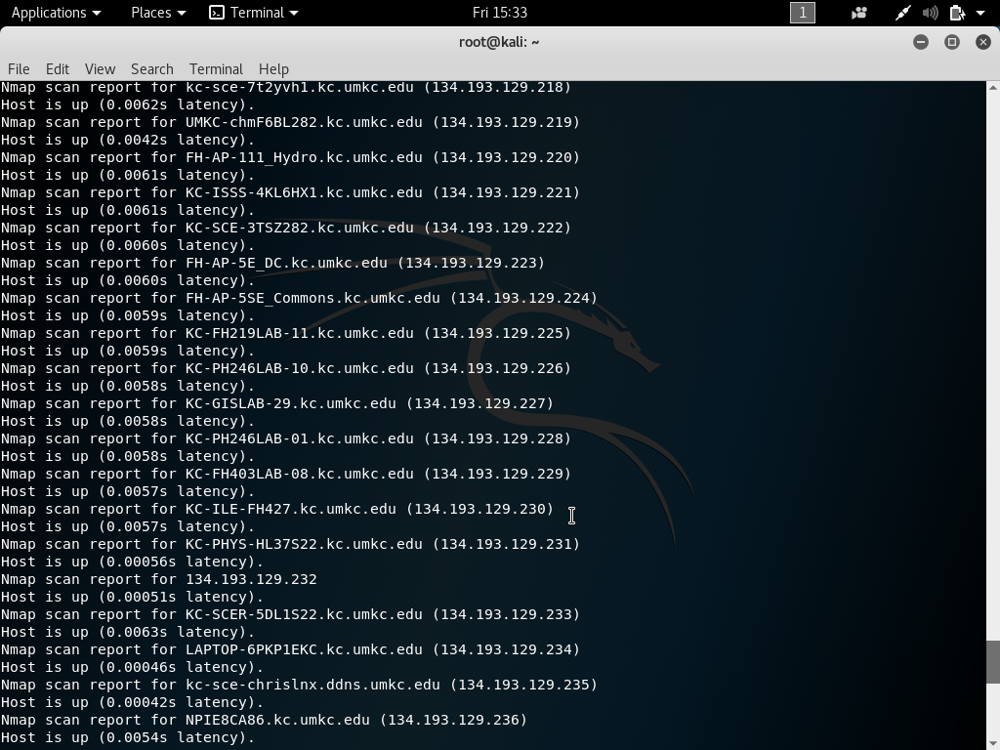 Applications Places Terminal Fri 15:33 1
root@kali: ~
File Edit View Search Terminal Help
Nmap scan report for kc-sce-7t2yvh1.kc.umkc.edu (134.193.129.218)
Host is up (0.0062s latency).
Nmap scan report for UMKC-chmF6BL282.kc.umkc.edu (134.193.129.219)
Host is up (0.0042s latency).
Nmap scan report for FH-AP-111_Hydro.kc.umkc.edu (134.193.129.220)
Host is up (0.0061s latency).
Nmap scan report for KC-ISSS-4KL6HX1.kc.umkc.edu (134.193.129.221)
Host is up (0.0061s latency).
Nmap scan report for KC-SCE-3TSZ282.kc.umkc.edu (134.193.129.222)
Host is up (0.0060s latency).
Nmap scan report for FH-AP-5E_DC.kc.umkc.edu (134.193.129.223)
Host is up (0.0060s latency).
Nmap scan report for FH-AP-5SE_Commons.kc.umkc.edu (134.193.129.224)
Host is up (0.0059s latency).
Nmap scan report for KC-FH219LAB-11.kc.umkc.edu (134.193.129.225)
Host is up (0.0059s latency).
Nmap scan report for KC-PH246LAB-10.kc.umkc.edu (134.193.129.226)
Host is up (0.0058s latency).
Nmap scan report for KC-GISLAB-29.kc.umkc.edu (134.193.129.227)
Host is up (0.0058s latency).
Nmap scan report for KC-PH246LAB-01.kc.umkc.edu (134.193.129.228)
Host is up (0.0058s latency).
Nmap scan report for KC-FH403LAB-08.kc.umkc.edu (134.193.129.229)
Host is up (0.0057s latency).
Nmap scan report for KC-ILE-FH427.kc.umkc.edu (134.193.129.230)
Host is up (0.0057s latency).
Nmap scan report for KC-PHYS-HL37S22.kc.umkc.edu (134.193.129.231)
Host is up (0.00056s latency).
Nmap scan report for 134.193.129.232
Host is up (0.00051s latency).
Nmap scan report for KC-SCER-5DL1S22.kc.umkc.edu (134.193.129.233)
Host is up (0.0063s latency).
Nmap scan report for LAPTOP-6PKP1EKC.kc.umkc.edu (134.193.129.234)
Host is up (0.00046s latency).
Nmap scan report for kc-sce-chrislnx.ddns.umkc.edu (134.193.129.235)
Host is up (0.00042s latency).
Nmap scan report for NPIE8CA86.kc.umkc.edu (134.193.129.236)
Host is up (0.0054s latency).